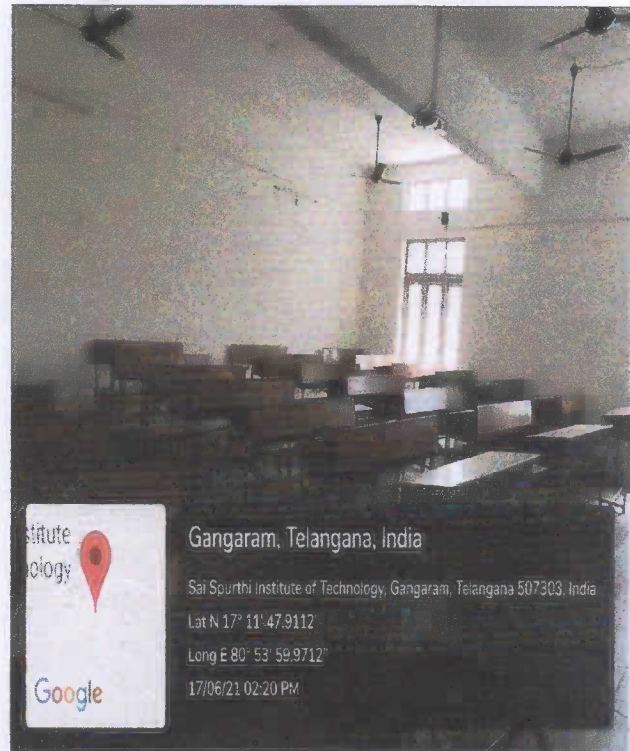 stitute
ology
Google
Gangaram, Telangana, India
Sai Spurthi Institute of Technology, Gangaram, Telangana 507303, India
Lat N 17° 11' 47.9112"
Long E 80° 53' 59.9712"
17/06/21 02:20 PM